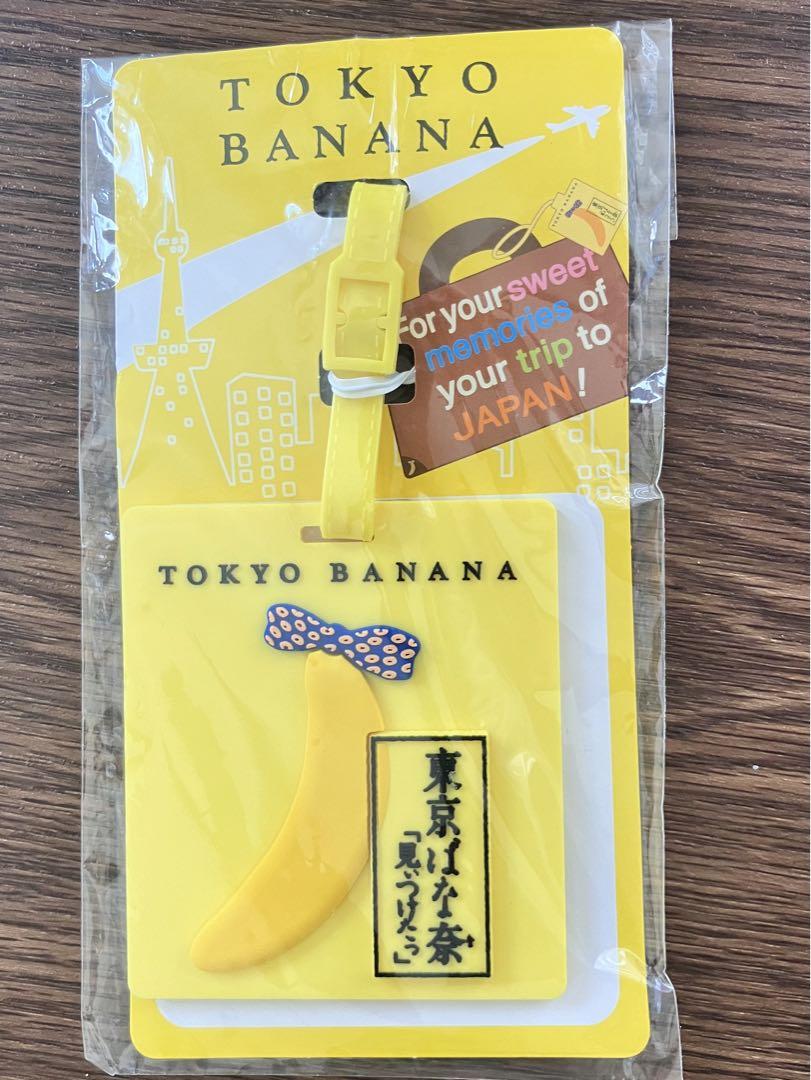 TOKYO
BANANA
For your sweet
memories of
your trip to
JAPAN!
TOKYO BANANA
東京ばな奈
「見ぃつけたっ」